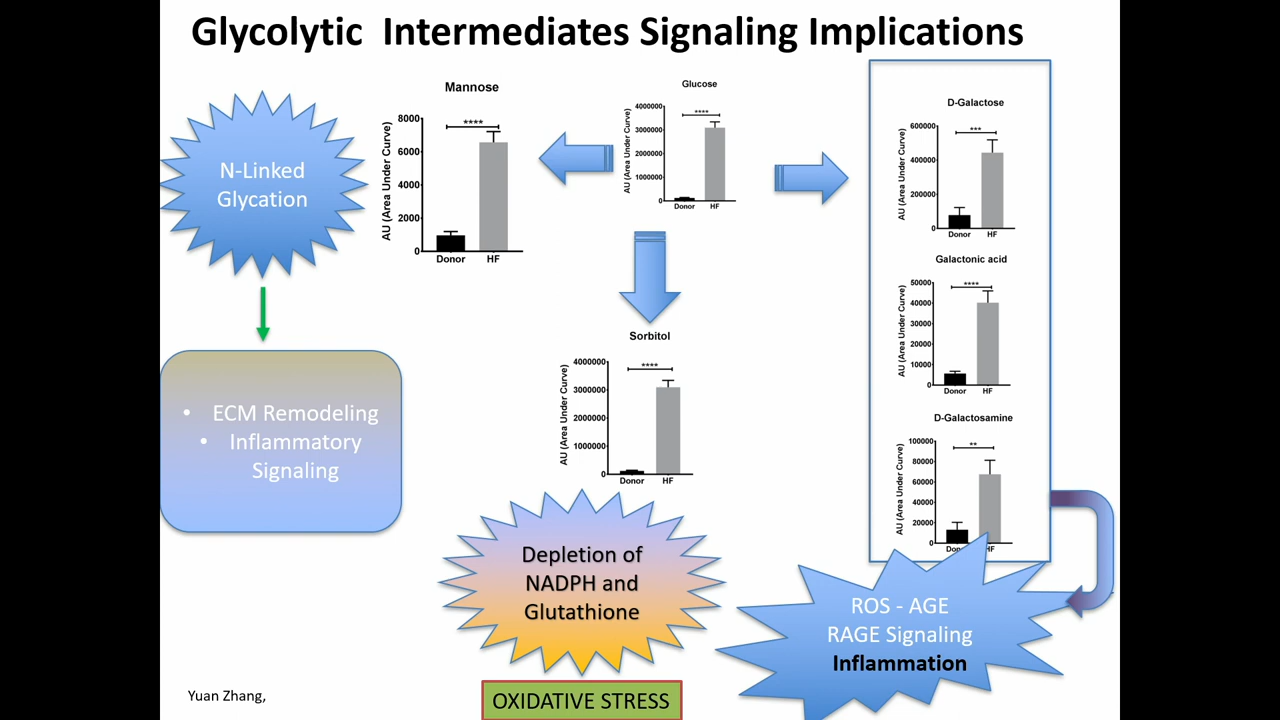 Glycolytic Intermediates Signaling Implications
N-Linked
Glycation
• ECM Remodeling
• Inflammatory
Signaling
Mannose
AU (Area Under Curve)
8000
6000
4000
2000
0
****
Donor HF
Glucose
AU (Area Under Curve)
4000000
3000000
2000000
1000000
0
****
Donor HF
Sorbitol
AU (Area Under Curve)
4000000
3000000
2000000
1000000
0
****
Donor HF
Depletion of
NADPH and
Glutathione
OXIDATIVE STRESS
D-Galactose
AU (Area Under Curve)
600000
400000
200000
0
***
Donor HF
Galactonic acid
AU (Area Under Curve)
50000
40000
30000
20000
10000
0
****
Donor HF
D-Galactosamine
AU (Area Under Curve)
100000
80000
60000
40000
20000
0
**
Donor HF
ROS - AGE
RAGE Signaling
Inflammation
Yuan Zhang,